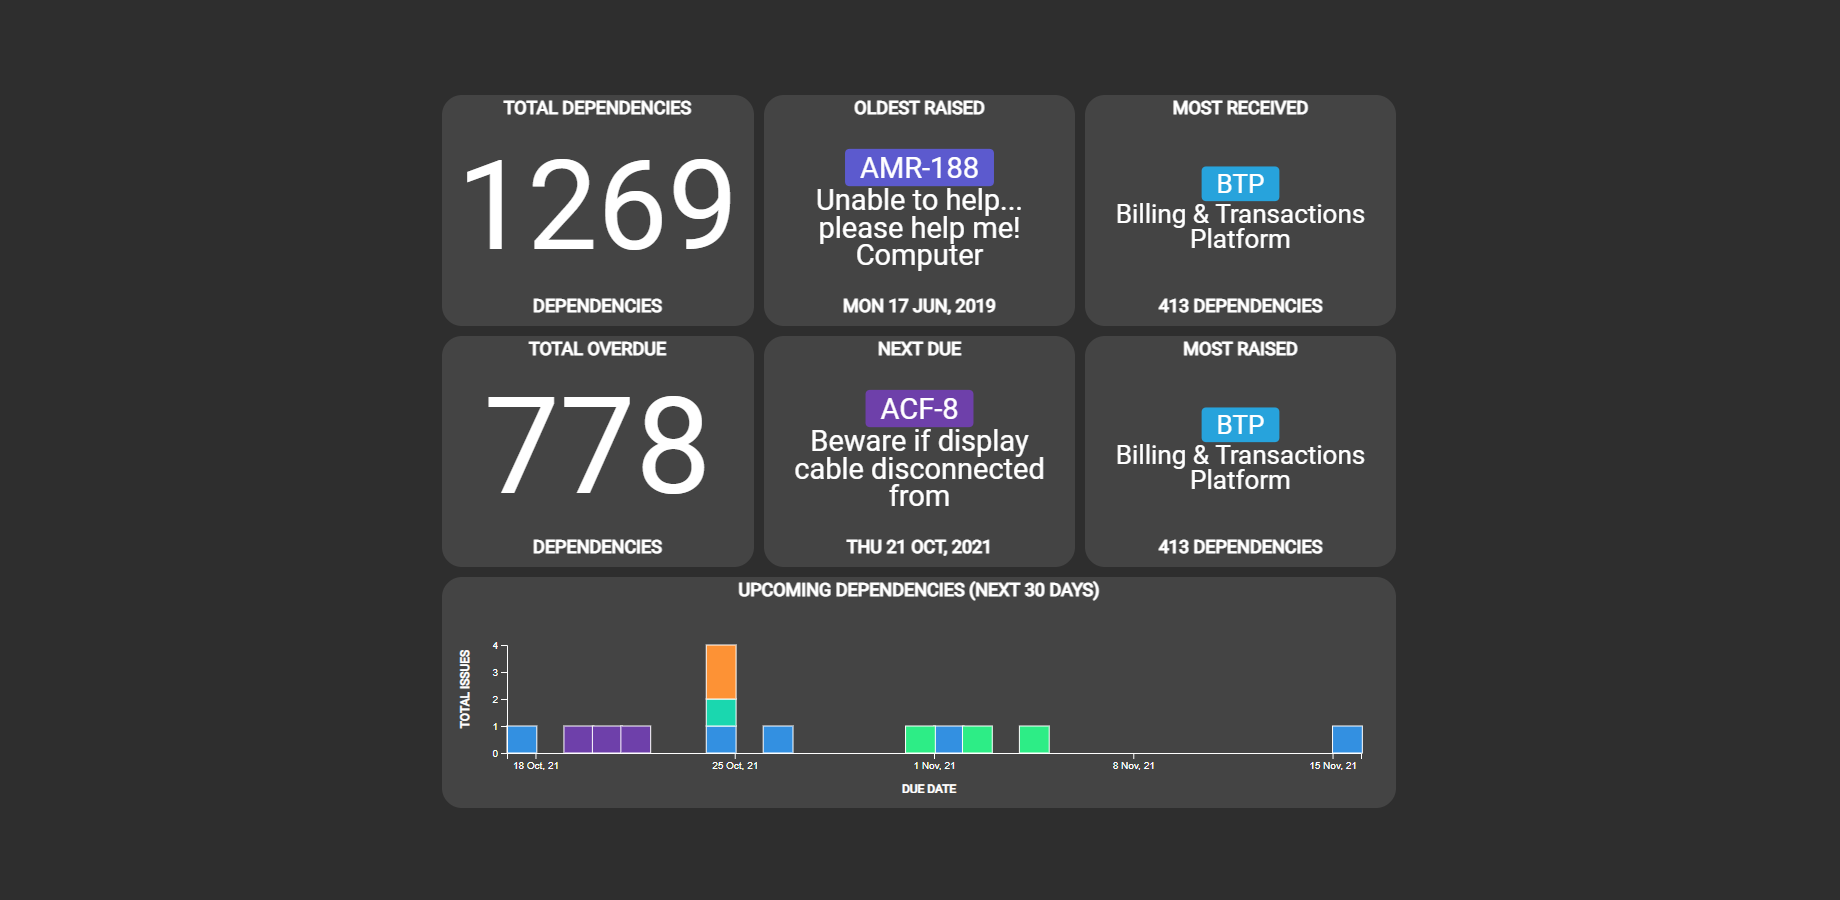 TOTAL DEPENDENCIES
1269
DEPENDENCIES
OLDEST RAISED
AMR-188
Unable to help...
please help me!
Computer
MON 17 JUN, 2019
MOST RECEIVED
BTP
Billing & Transactions
Platform
413 DEPENDENCIES
TOTAL OVERDUE
778
DEPENDENCIES
NEXT DUE
ACF-8
Beware if display
cable disconnected
from
THU 21 OCT, 2021
MOST RAISED
BTP
Billing & Transactions
Platform
413 DEPENDENCIES
UPCOMING DEPENDENCIES (NEXT 30 DAYS)
TOTAL ISSUES
4
3
2
1
0
18 Oct, 21
25 Oct, 21
1 Nov, 21
8 Nov, 21
15 Nov, 21
DUE DATE